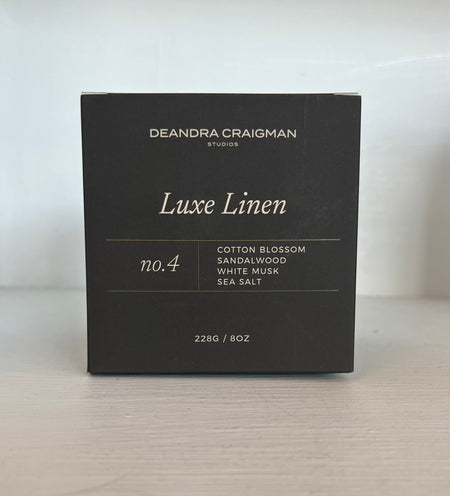 DEANDRA CRAIGMAN
STUDIOS
Luxe Linen
no.4
COTTON BLOSSOM
SANDALWOOD
WHITE MUSK
SEA SALT
228G / 8OZ